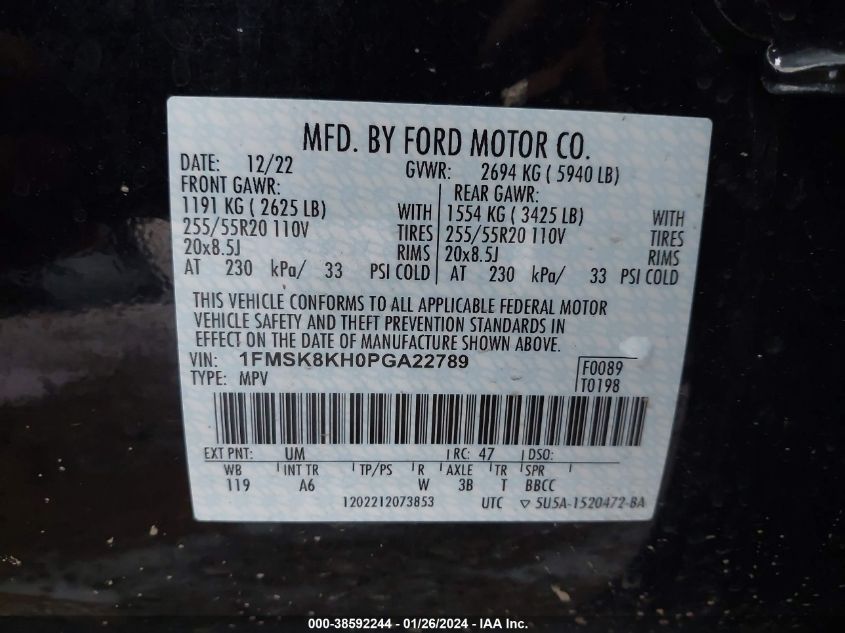 MFD. BY FORD MOTOR CO.
DATE: 12/22 GVWR: 2694 KG ( 5940 LB)
FRONT GAWR: REAR GAWR:
1191 KG ( 2625 LB) WITH 1554 KG ( 3425 LB) WITH
255/55R20 110V TIRES 255/55R20 110V TIRES
20x8.5J RIMS 20x8.5J RIMS
AT 230 kPa/ 33 PSI COLD AT 230 kPa/ 33 PSI COLD
THIS VEHICLE CONFORMS TO ALL APPLICABLE FEDERAL MOTOR
VEHICLE SAFETY AND THEFT PREVENTION STANDARDS IN
EFFECT ON THE DATE OF MANUFACTURE SHOWN ABOVE.
VIN: 1FMSK8KH0PGA22789 F0089
TYPE: MPV T0198
EXT PNT: UM RC: 47 DSO:
WB INT TR TP/PS R AXLE TR SPR
119 A6 W 3B T BBCC
1202212073853 UTC ▽ 5U5A-1520472-BA
000-38592244 - 01/26/2024 - IAA Inc.